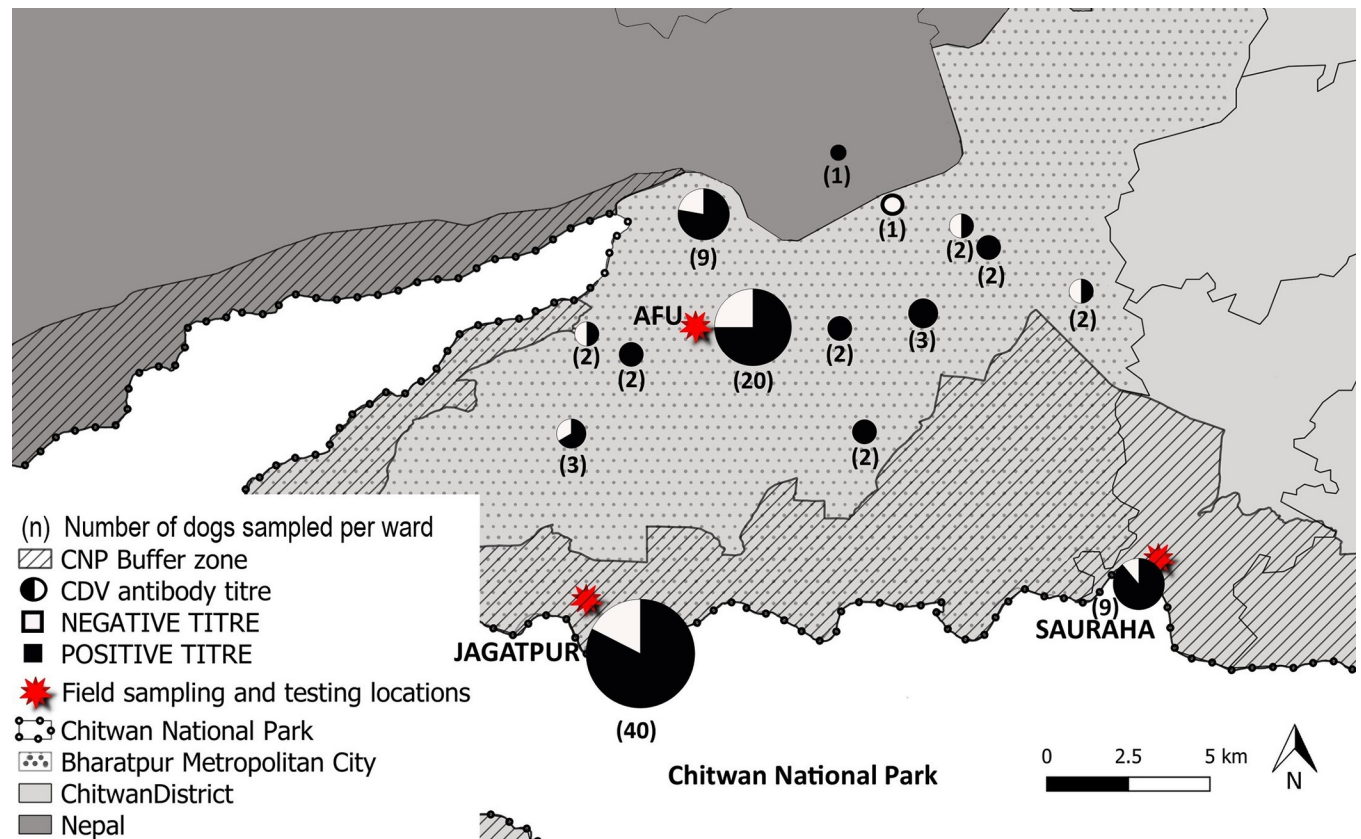 (1)
(1)
(9)
(2)
(2)
(2)
AFU
(2)
(2)
(20)
(2)
(3)
(3)
(2)
(n) Number of dogs sampled per ward
CNP Buffer zone
CDV antibody titre
NEGATIVE TITRE
POSITIVE TITRE
Field sampling and testing locations
Chitwan National Park
Bharatpur Metropolitan City
ChitwanDistrict
Nepal
JAGATPUR
(40)
(9)
SAURAHA
Chitwan National Park
0 2.5 5 km
N